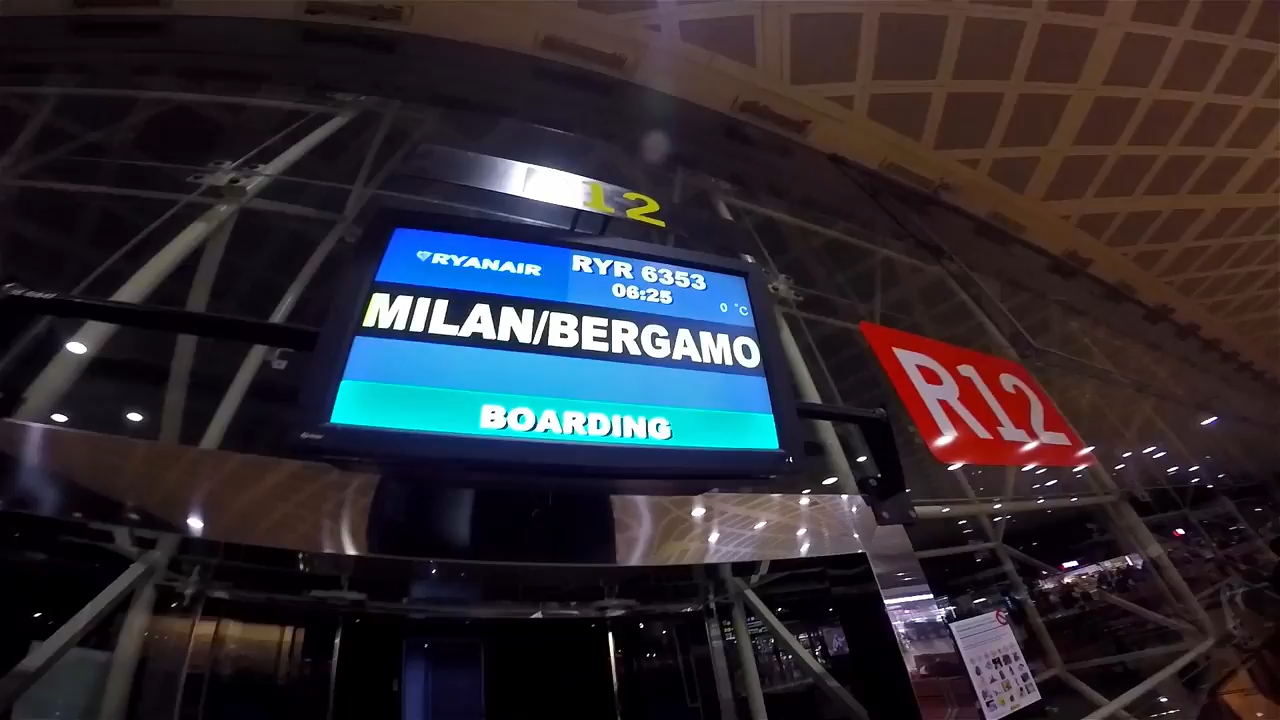 12
RYANAIR
RYR 6353
06:25
0 °C
MILAN/BERGAMO
BOARDING
R12